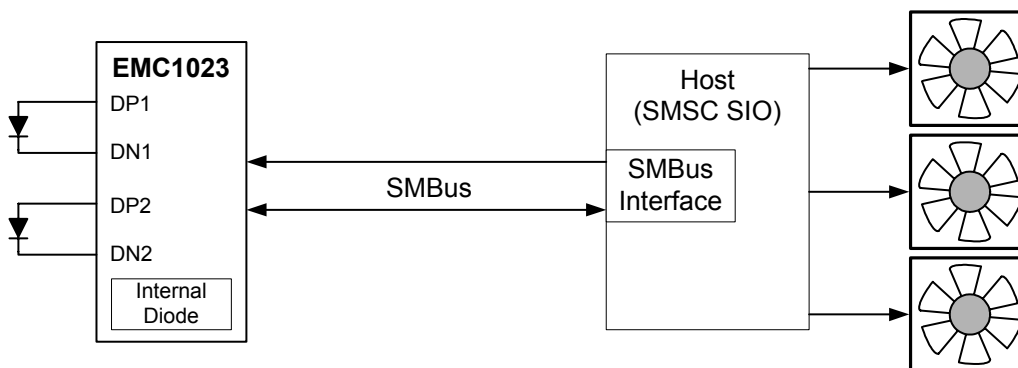 EMC1023
DP1
DN1
DP2
DN2
Internal
Diode
SMBus
Host
(SMSC SIO)
SMBus
Interface